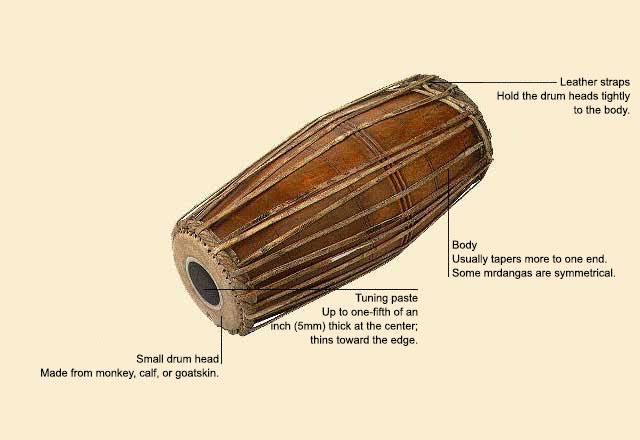 Leather straps
Hold the drum heads tightly
to the body.
Body
Usually tapers more to one end.
Some mrdangas are symmetrical.
Tuning paste
Up to one-fifth of an
inch (5mm) thick at the center;
thins toward the edge.
Small drum head
Made from monkey, calf, or goatskin.